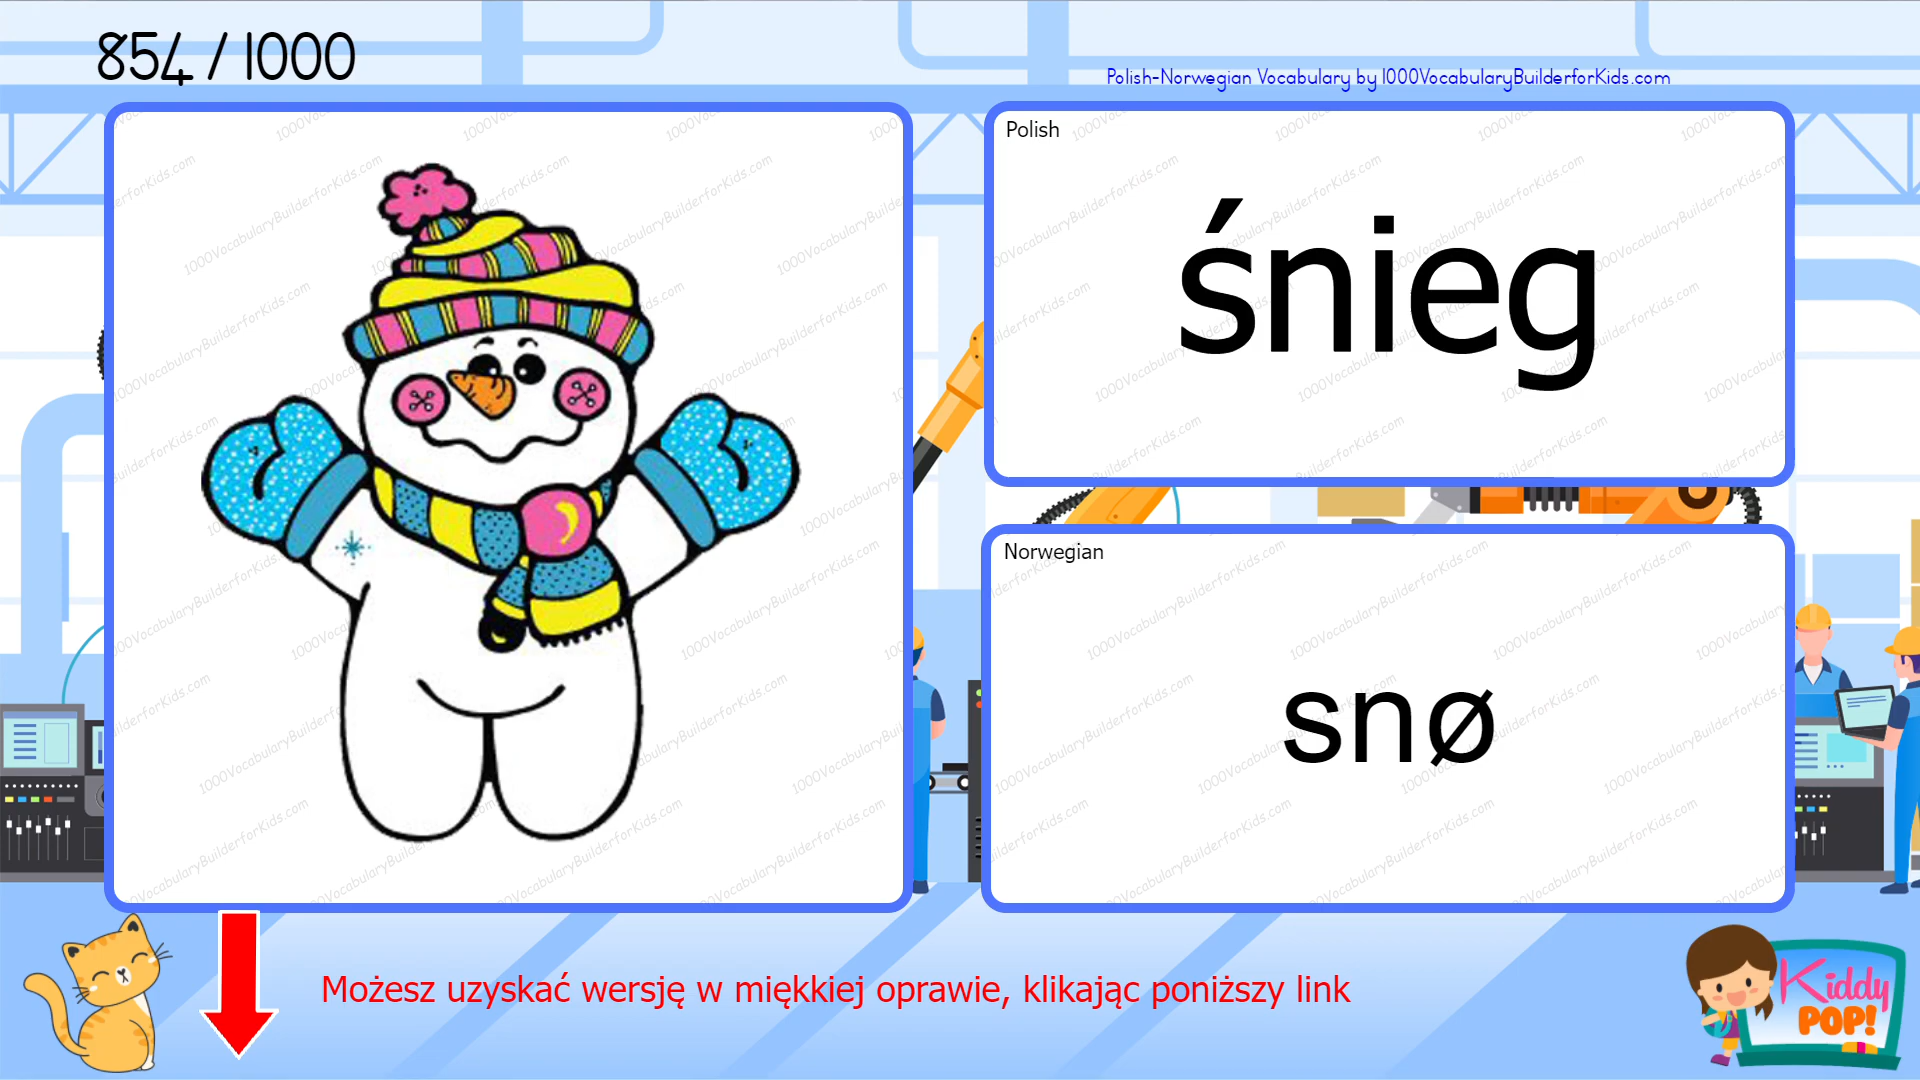 854 / 1000
Polish-Norwegian Vocabulary by 1000VocabularyBuilderforKids.com
Polish
śnieg
Norwegian
snø
Możesz uzyskać wersję w miękkiej oprawie, klikając poniższy link
Kiddy
POP!